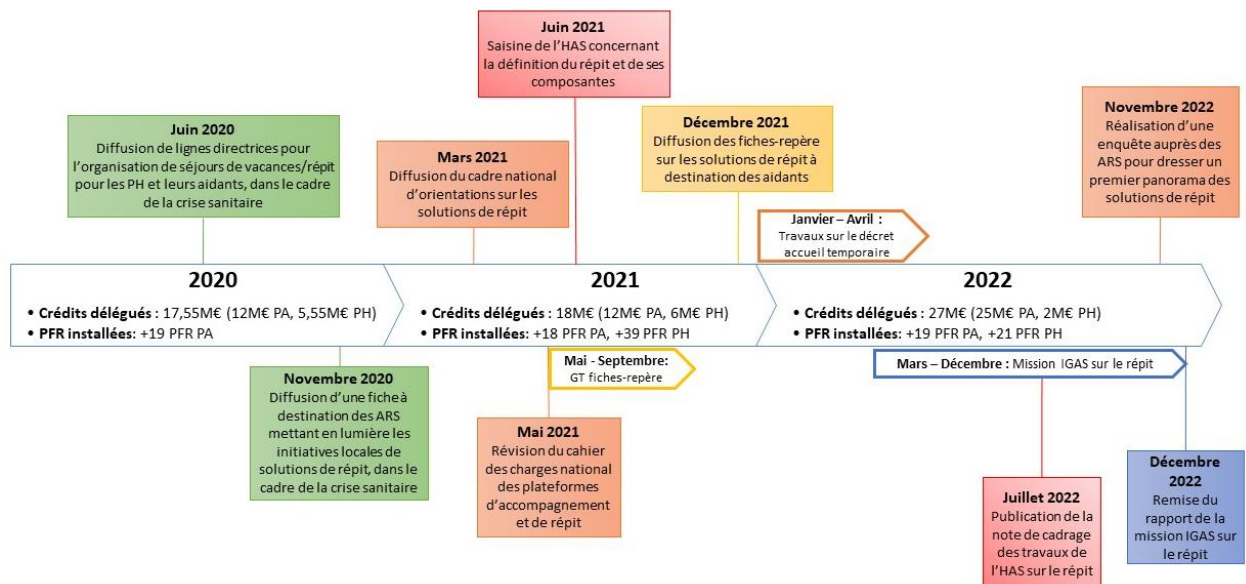 Juin 2021
Saisine de l'HAS concernant
la définition du répit et de ses
composantes
Juin 2020
Diffusion de lignes directrices pour
l'organisation de séjours de vacances/répit
pour les PH et leurs aidants, dans le cadre
de la crise sanitaire
Mars 2021
Diffusion du cadre national
d'orientations sur les
solutions de répit
Décembre 2021
Diffusion des fiches-repère
sur les solutions de répit à
destination des aidants
Novembre 2022
Réalisation d'une
enquête auprès des
ARS pour dresser un
premier panorama des
solutions de répit
Janvier – Avril :
Travaux sur le décret
accueil temporaire
2020
• Crédits délégués : 17,55M€ (12M€ PA, 5,55M€ PH)
• PFR installées: +19 PFR PA
2021
• Crédits délégués : 18M€ (12M€ PA, 6M€ PH)
• PFR installées: +18 PFR PA, +39 PFR PH
2022
• Crédits délégués : 27M€ (25M€ PA, 2M€ PH)
• PFR installées: +19 PFR PA, +21 PFR PH
Mai - Septembre:
GT fiches-repère
Mars – Décembre : Mission IGAS sur le répit
Novembre 2020
Diffusion d'une fiche à
destination des ARS
mettant en lumière les
initiatives locales de
solutions de répit, dans le
cadre de la crise sanitaire
Mai 2021
Révision du cahier
des charges national
des plateformes
d'accompagnement
et de répit
Juillet 2022
Publication de la
note de cadrage
des travaux de
l'HAS sur le répit
Décembre
2022
Remise du
rapport de la
mission IGAS sur
le répit